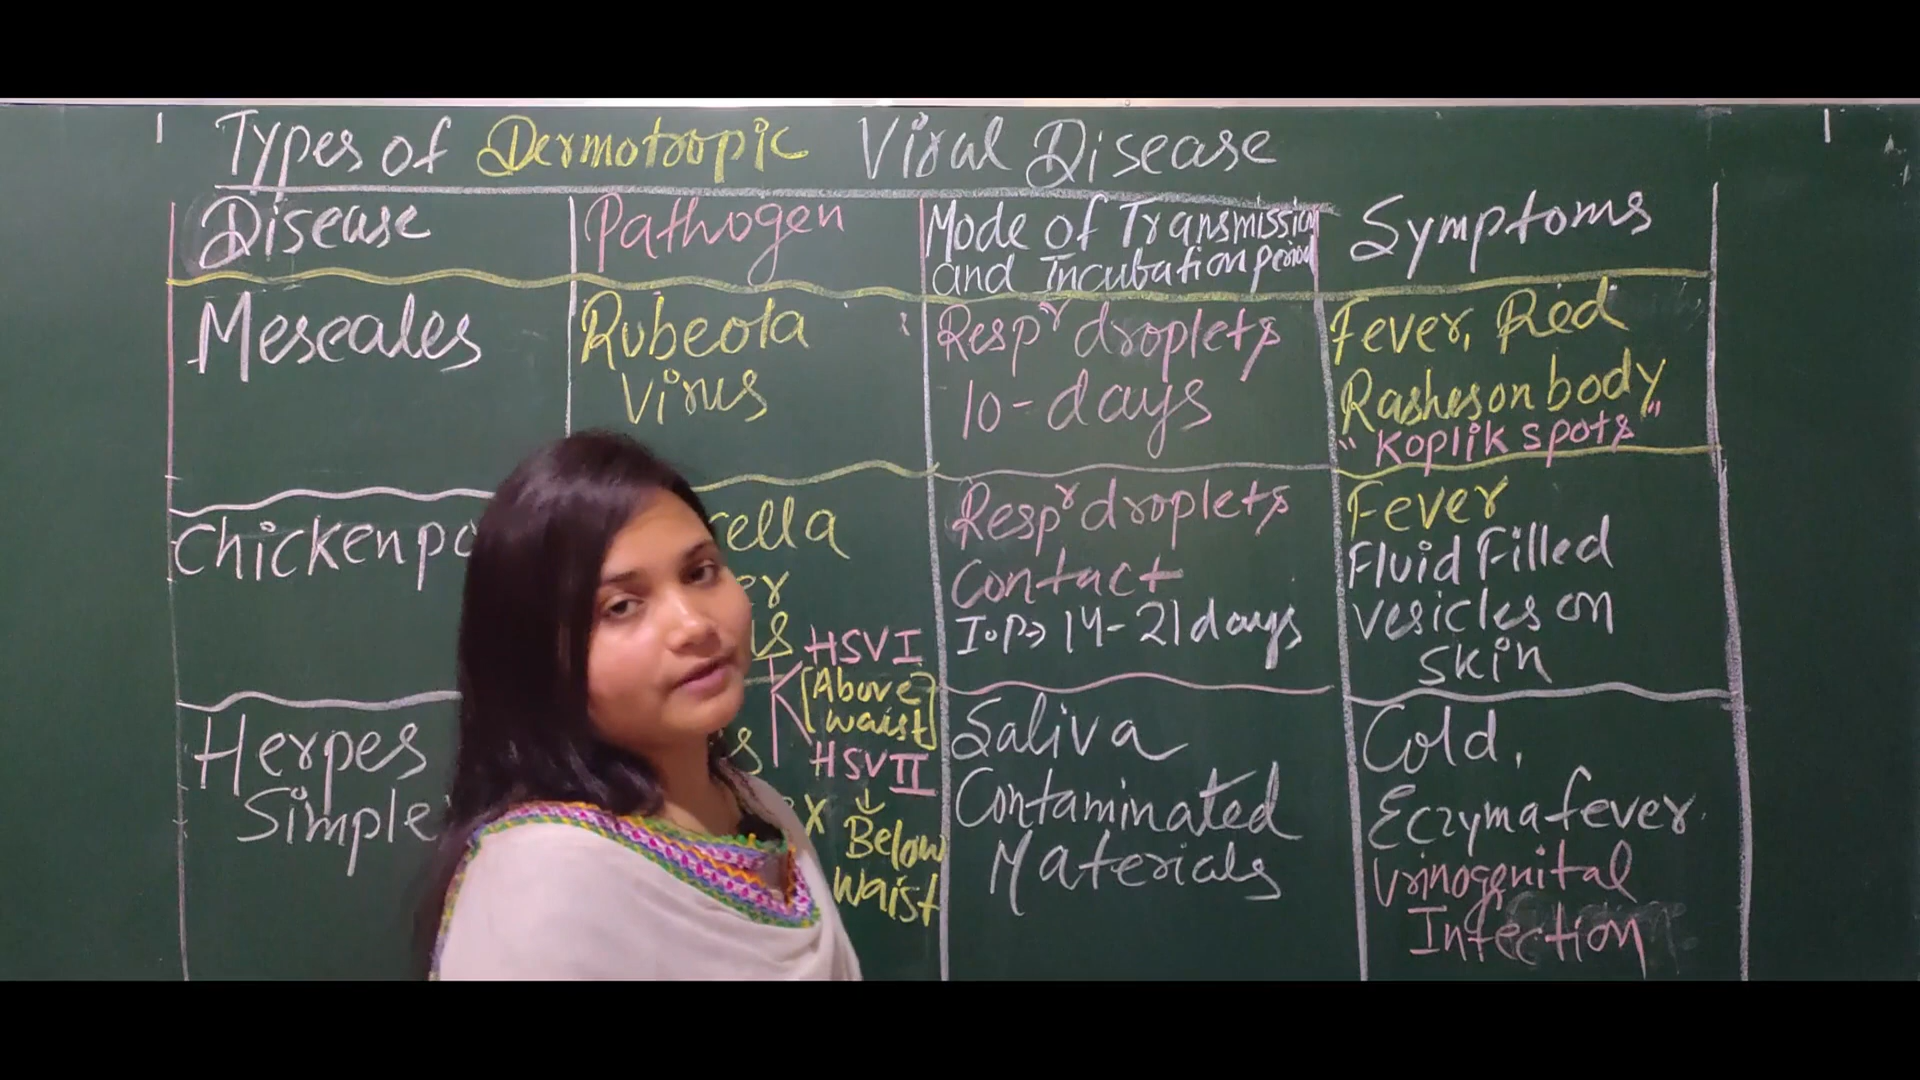 Types of Dermotropic Viral Disease
Disease
Pathogen
Mode of Transmission
and Incubation period
Symptoms
Meseales
Rubeola
Virus
Respr droplets
10-days
Fever, Red
Rashes on body
"Koplik spots"
Chickenpo
ella
er
Respr droplets
Contact
I.P→ 14-21 days
Fever
Fluid Filled
vesicles on
skin
Herpes
Simple
s
x
HSV I
[Above
waist]
HSV II
↓
Below
Waist
Saliva
Contaminated
Materials
Cold,
Eczyma fever
Urinogenital
Infection